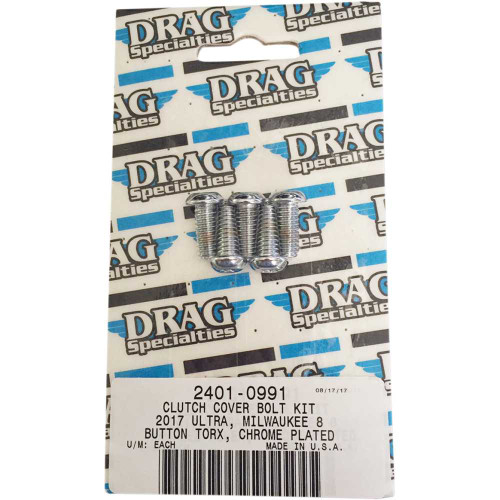 DRAG
Specialties
DRAG
Specialties
DRAG
Specialties
DRAG
Specialties
DRAG
Specialties
DRAG
Specialties
2401-0991 08/17/17
CLUTCH COVER BOLT KIT
2017 ULTRA, MILWAUKEE 8
BUTTON TORX, CHROME PLATED
U/M: EACH MADE IN U.S.A.